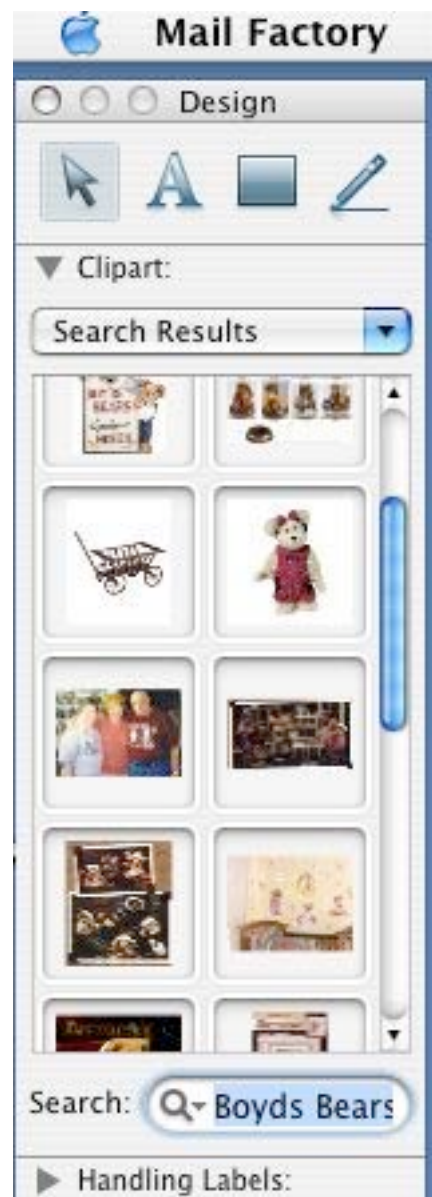 Mail Factory
Design
A
Clipart:
Search Results
Search: Boyds Bears
Handling Labels: